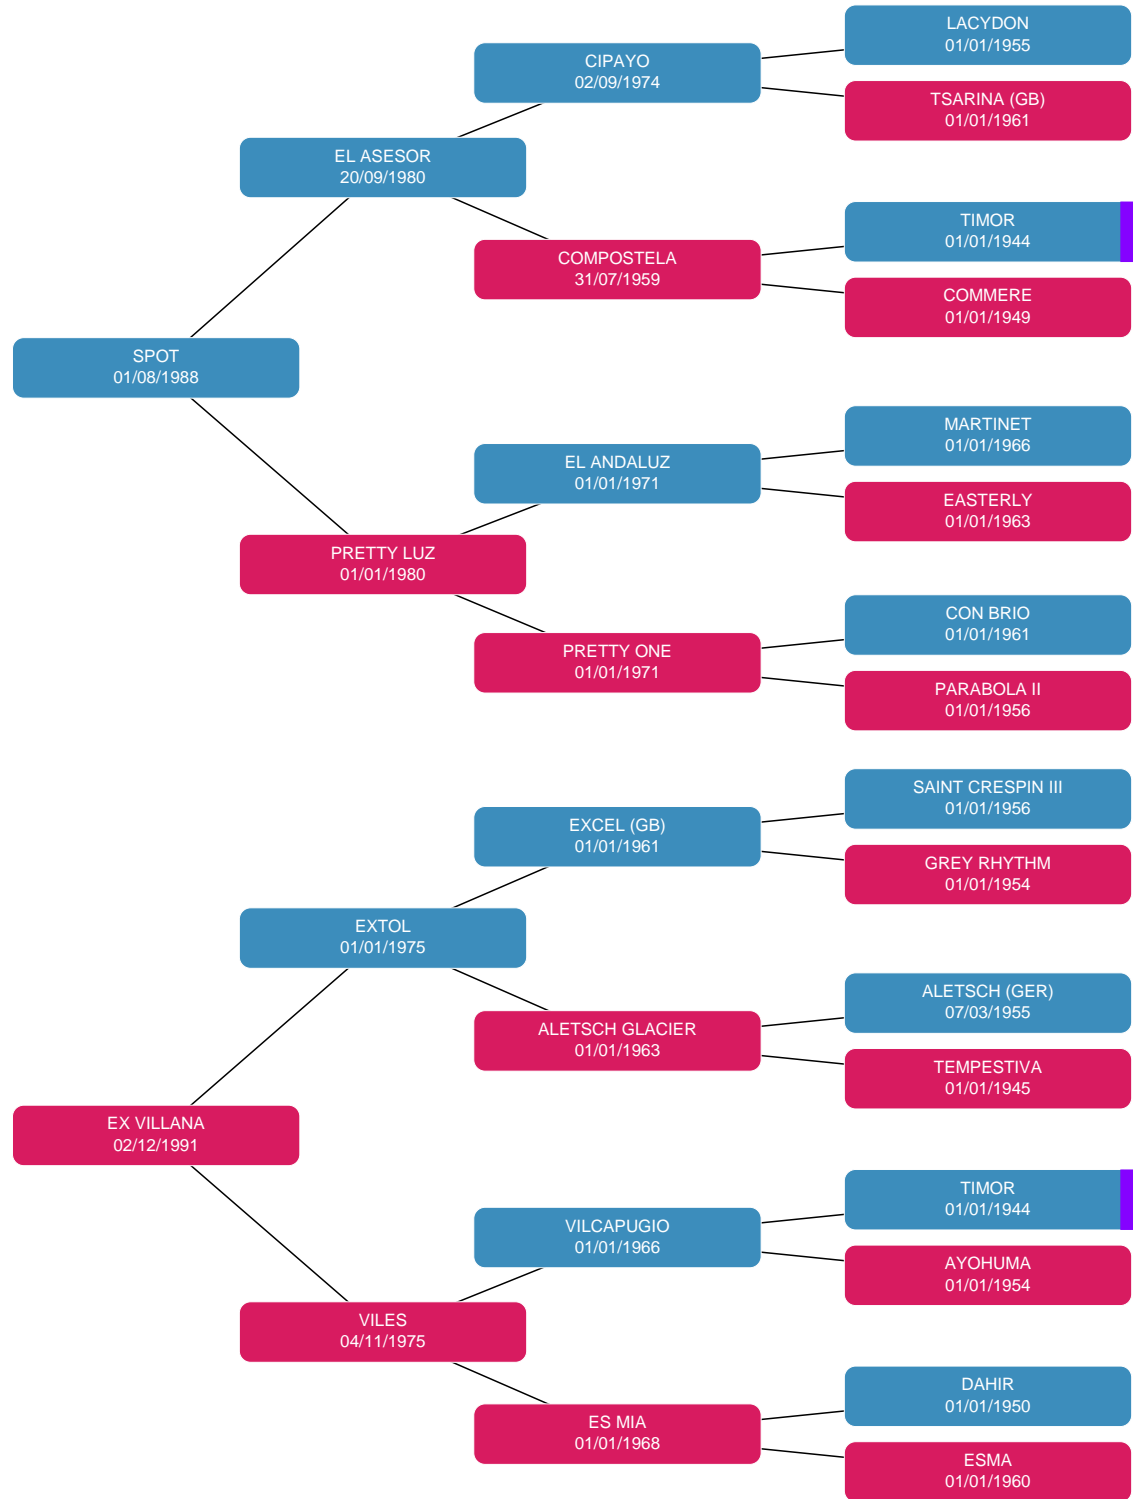 LACYDON
01/01/1955
CIPAYO
02/09/1974
TSARINA (GB)
01/01/1961
EL ASESOR
20/09/1980
TIMOR
01/01/1944
COMPOSTELA
31/07/1959
COMMERE
01/01/1949
SPOT
01/08/1988
MARTINET
01/01/1966
EL ANDALUZ
01/01/1971
EASTERLY
01/01/1963
PRETTY LUZ
01/01/1980
CON BRIO
01/01/1961
PRETTY ONE
01/01/1971
PARABOLA II
01/01/1956
SAINT CRESPIN III
01/01/1956
EXCEL (GB)
01/01/1961
GREY RHYTHM
01/01/1954
EXTOL
01/01/1975
ALETSCH (GER)
07/03/1955
ALETSCH GLACIER
01/01/1963
TEMPESTIVA
01/01/1945
EX VILLANA
02/12/1991
TIMOR
01/01/1944
VILCAPUGIO
01/01/1966
AYOHUMA
01/01/1954
VILES
04/11/1975
DAHIR
01/01/1950
ES MIA
01/01/1968
ESMA
01/01/1960